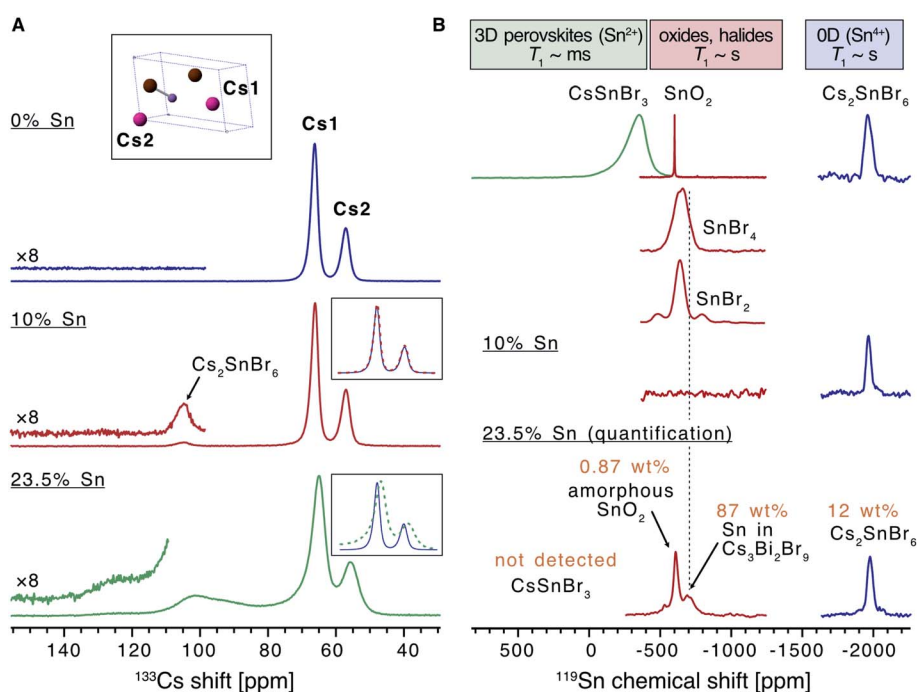 A
Cs1
Cs2
0% Sn
Cs1
Cs2
×8
10% Sn
Cs₂SnBr₆
×8
23.5% Sn
×8
140 120 100 80 60 40
¹³³Cs shift [ppm]
B
3D perovskites (Sn²⁺)
T₁ ~ ms
oxides, halides
T₁ ~ s
0D (Sn⁴⁺)
T₁ ~ s
CsSnBr₃
SnO₂
Cs₂SnBr₆
SnBr₄
SnBr₂
10% Sn
23.5% Sn (quantification)
0.87 wt%
amorphous
SnO₂
87 wt%
Sn in
Cs₃Bi₂Br₉
12 wt%
Cs₂SnBr₆
not detected
CsSnBr₃
500 0 -500 -1000 -1500 -2000
¹¹⁹Sn chemical shift [ppm]